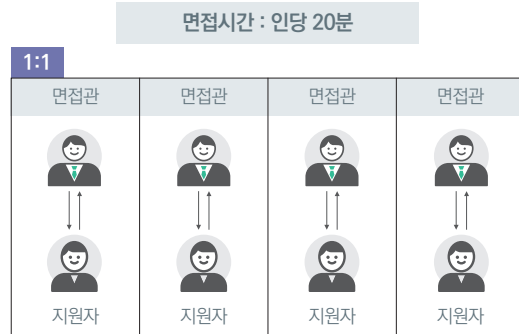 면접시간 : 인당 20분
1:1
면접관 면접관 면접관 면접관
지원자 지원자 지원자 지원자